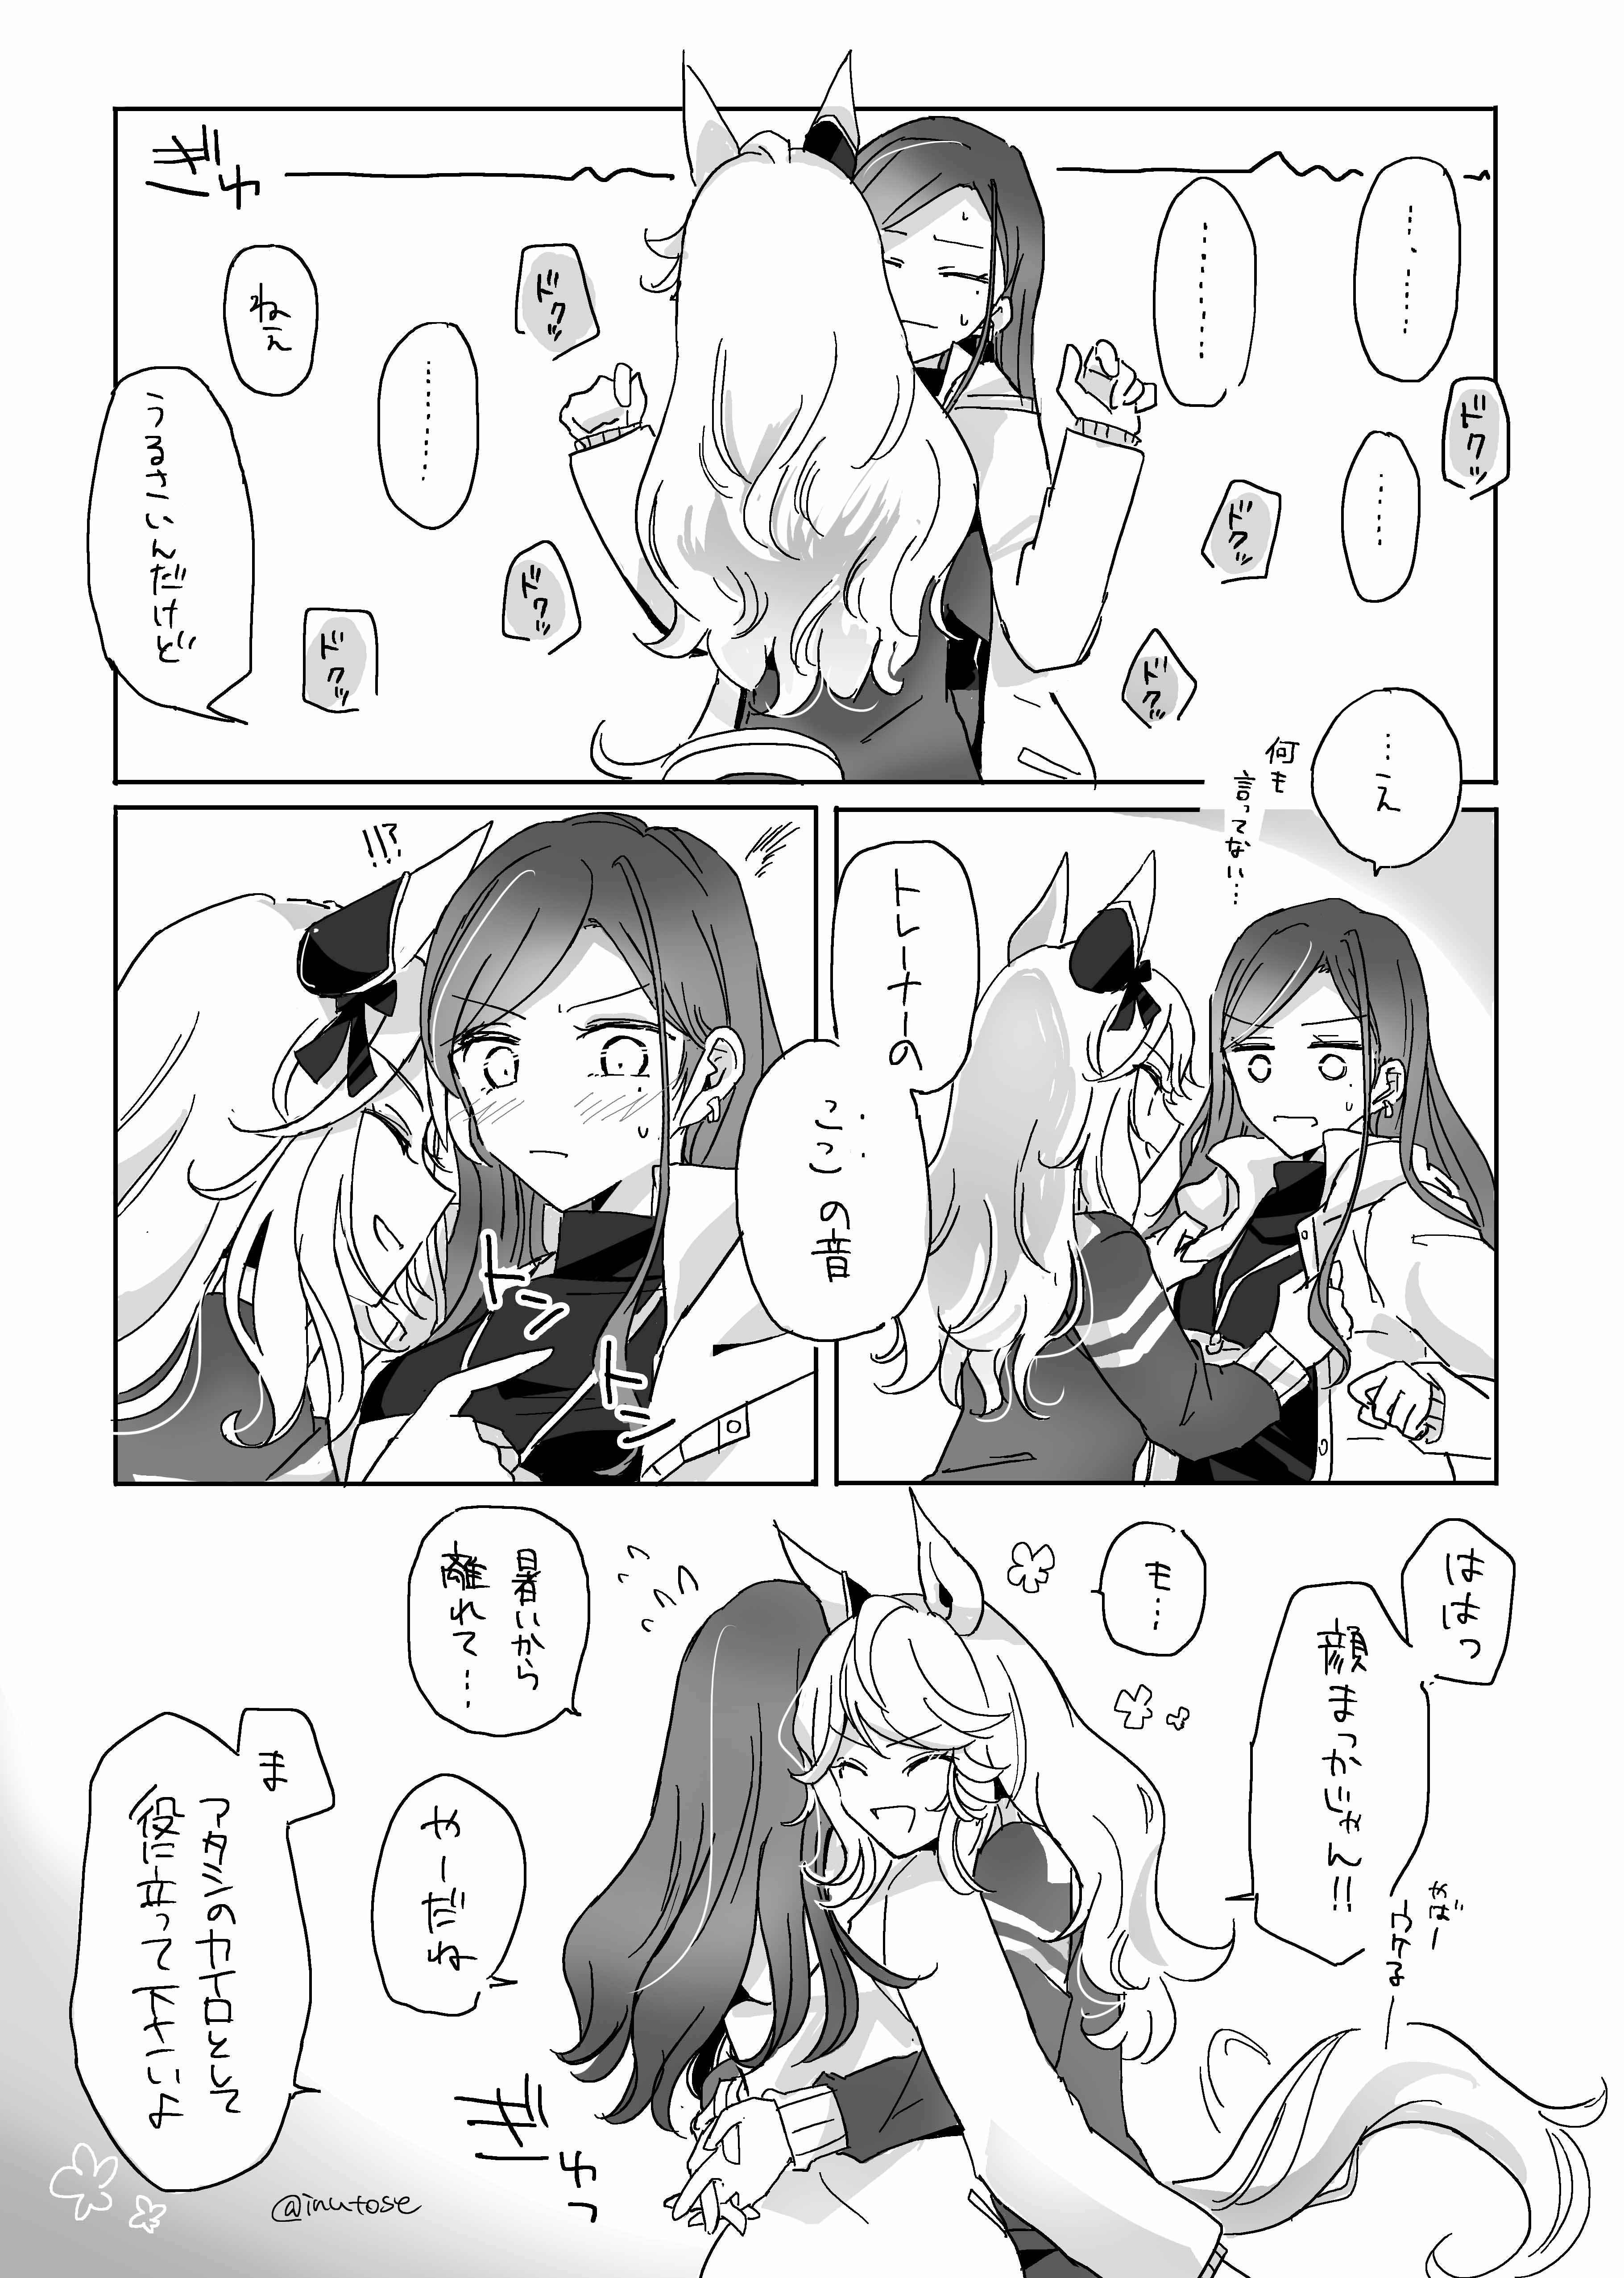 ぎゅ
‥‥‥
‥‥‥
‥‥‥
‥‥‥
ドクッ
ドクッ
ドクッ
ドクッ
ドクッ
ドクッ
ねえ
うるさいんだけど
…え
何も
言ってない…
トレーナーの
ここの音
!!?
トン
トン
ははっ
顔まっかじゃん!!
あばー
ウケる
も…
暑いから
離れて…
やーだね
ぎゅっ
ま
アタシのカイロとして
役に立って下さいよ
@inutose